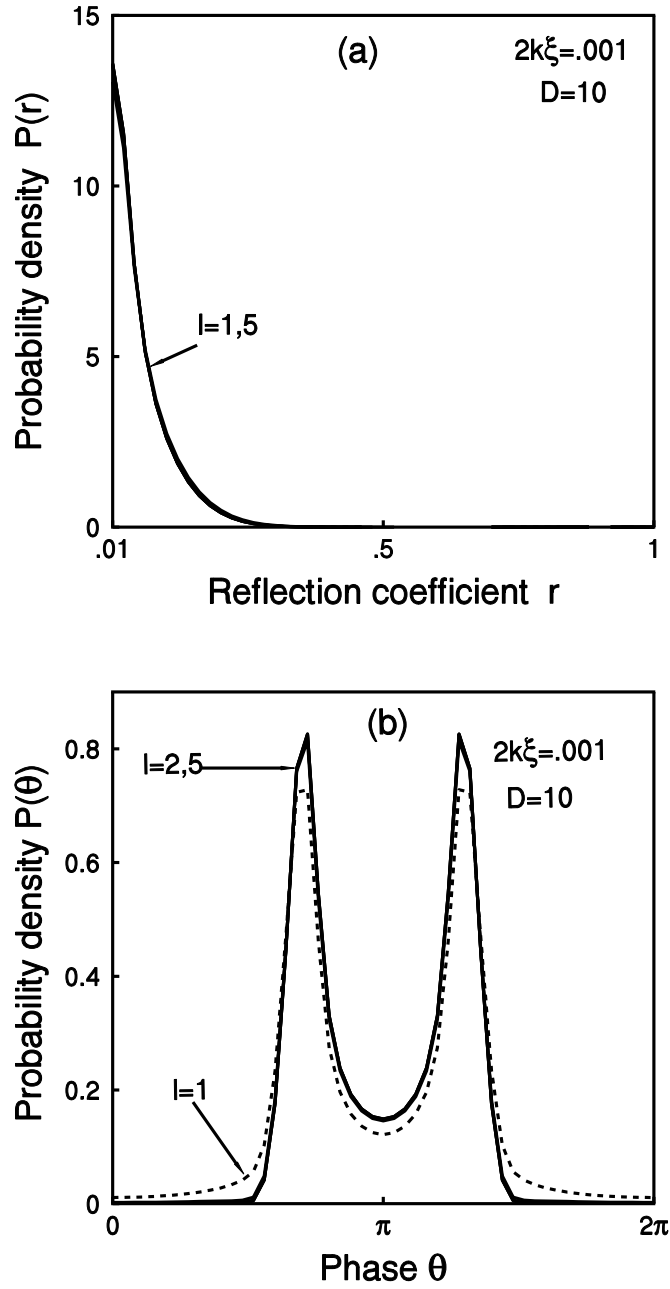 15
(a)
2kξ=.001
D=10
10
Probability density P(r)
l=1,5
5
0
.01
.5
1
Reflection coefficient r
(b)
0.8
l=2,5
2kξ=.001
D=10
0.6
Probability density P(θ)
0.4
0.2
l=1
0
0
π
2π
Phase θ